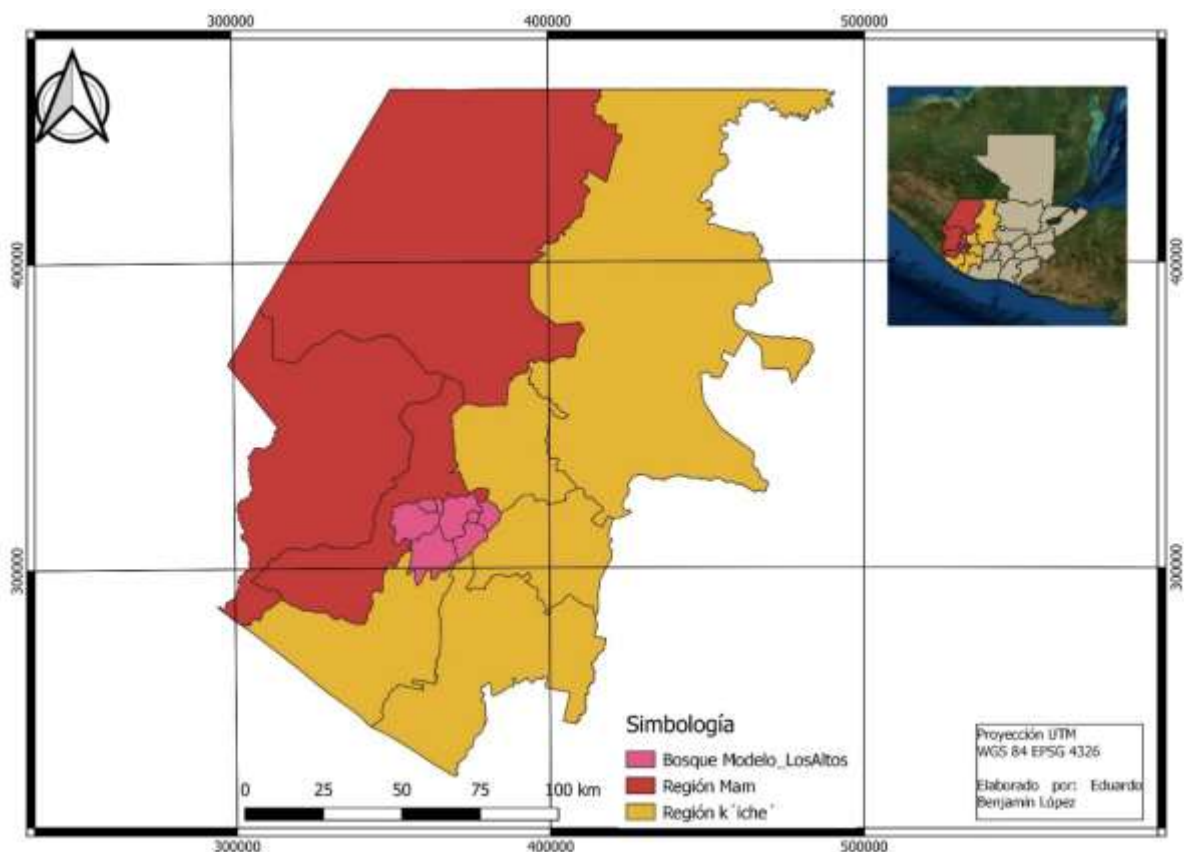 300000 400000 500000
400000 400000
300000 300000
Simbología
Bosque Modelo_LosAltos
Región Mam
Región k´iche´
0 25 50 75 100 km
Proyección UTM
WGS 84 EPSG 4326
Elaborado por: Eduardo
Benjamin López
300000 400000 500000